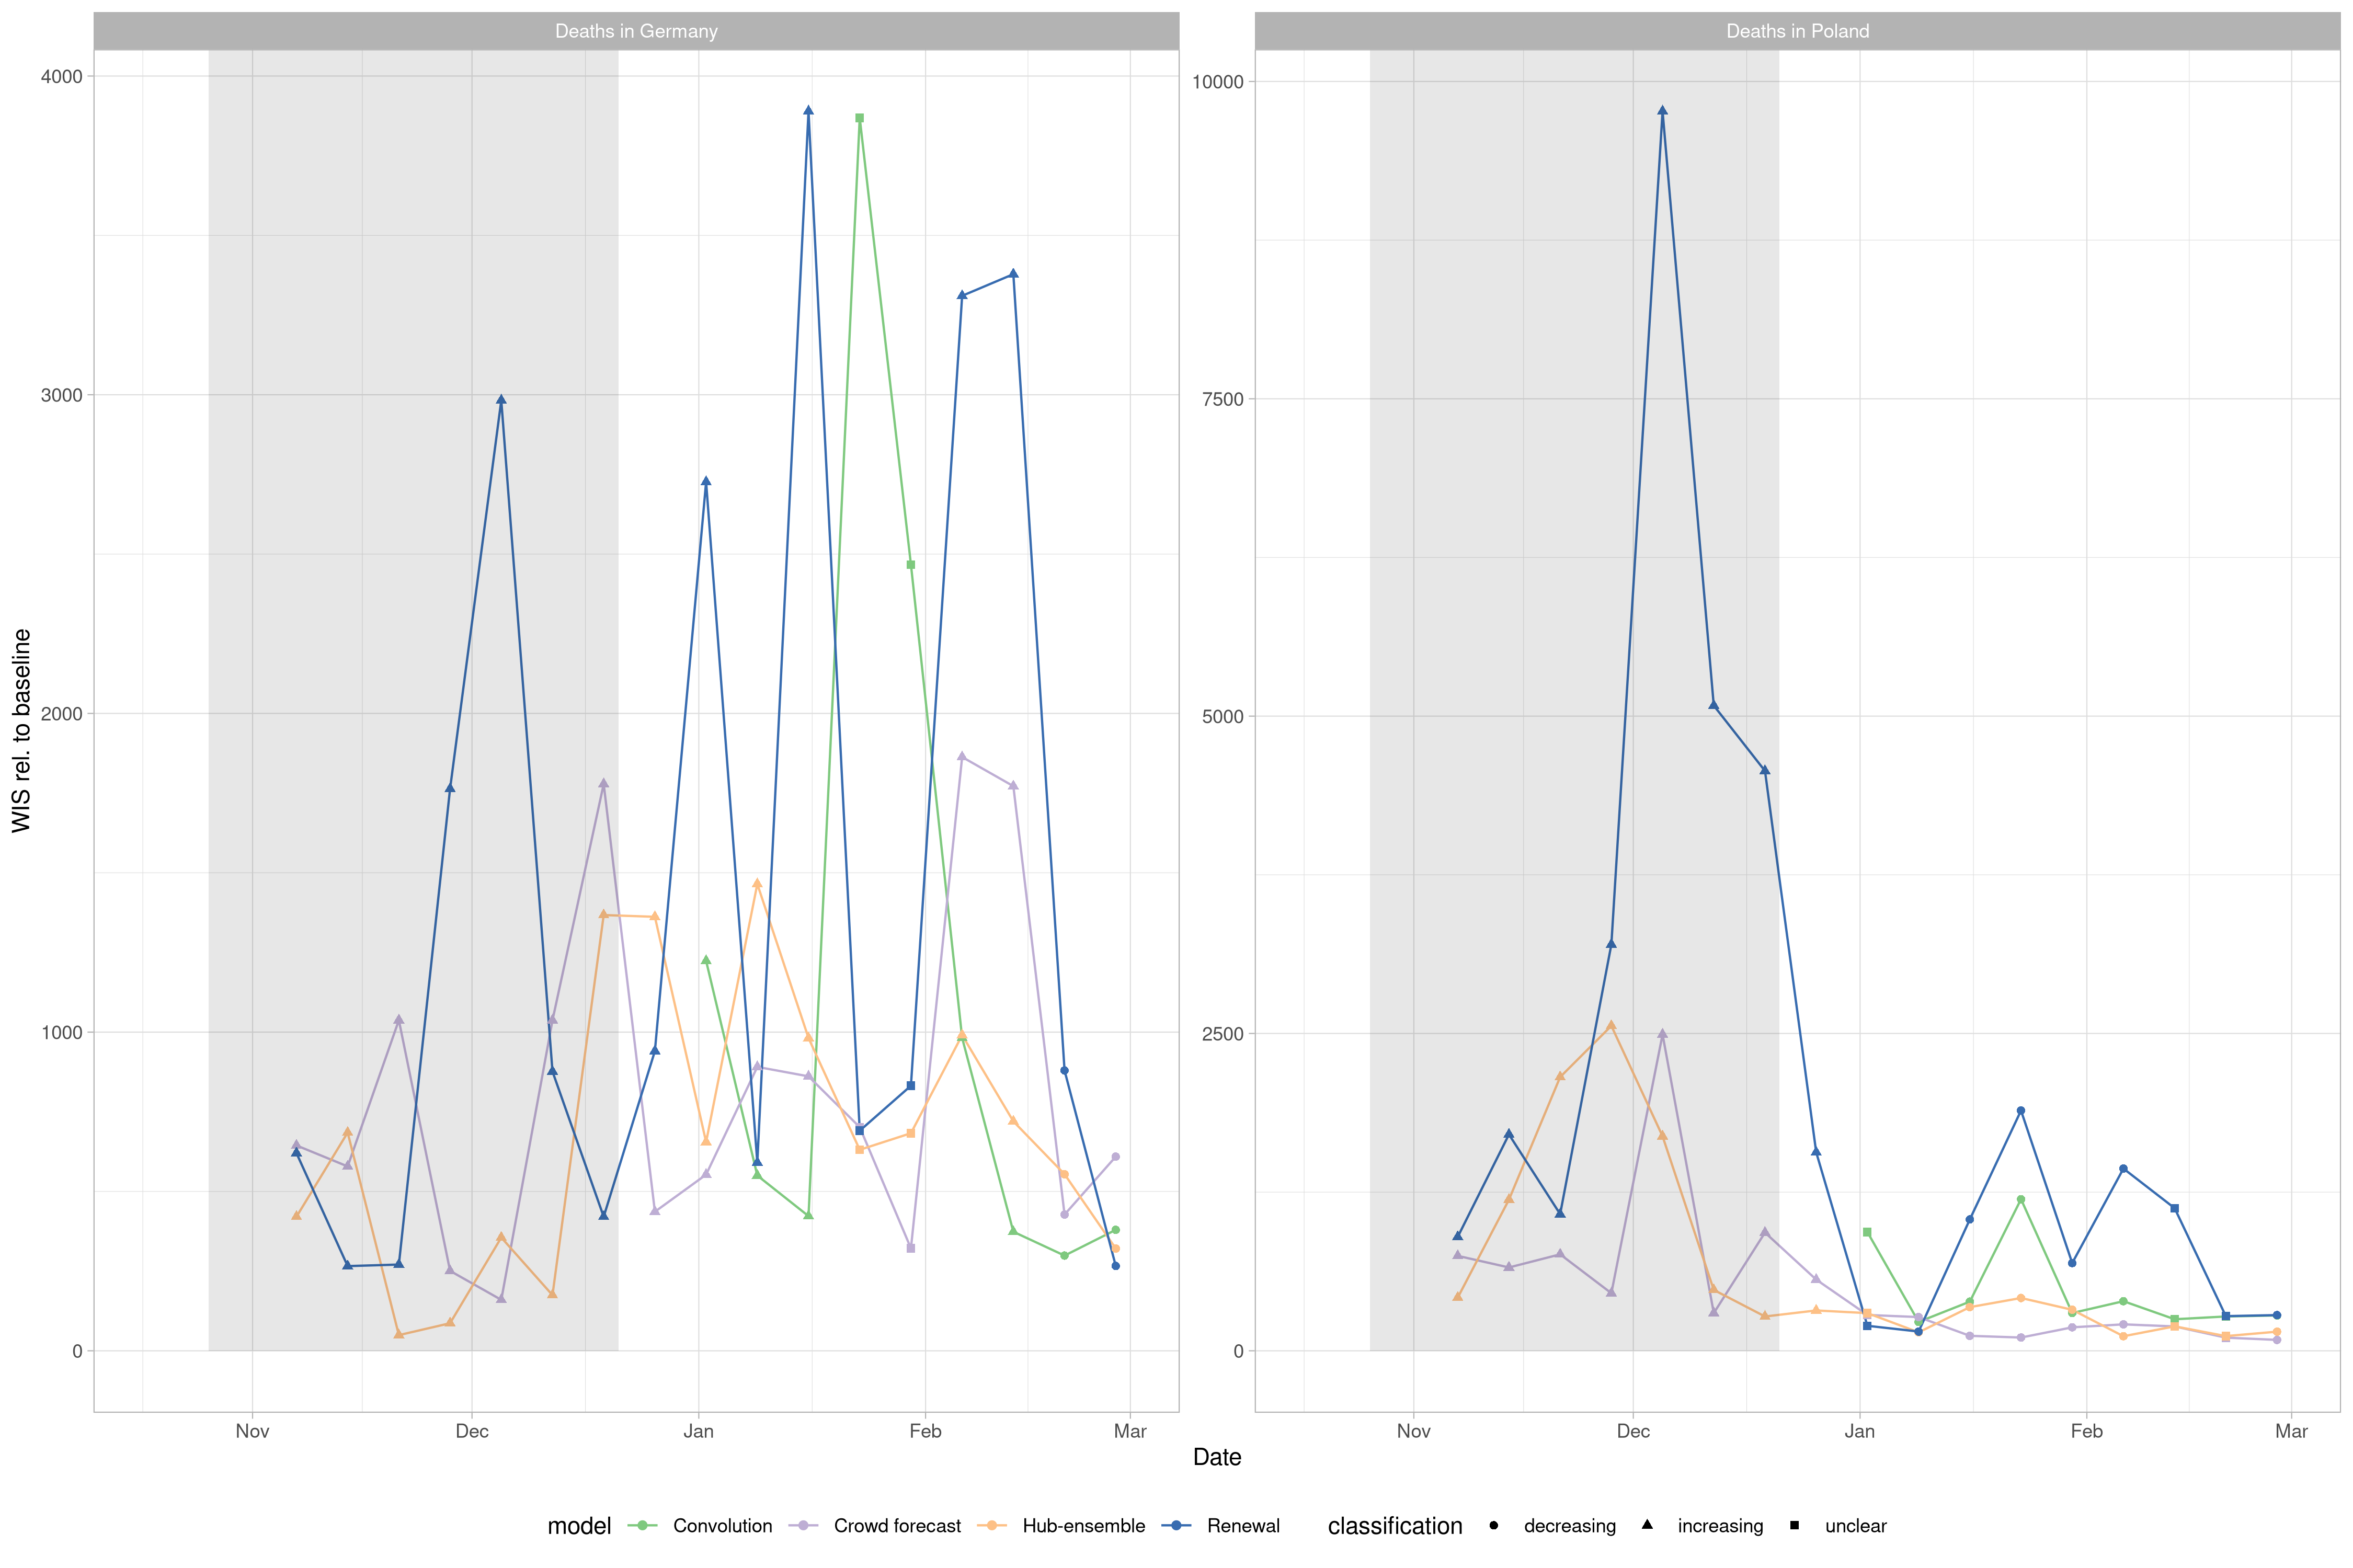 Deaths in Germany
Deaths in Poland
4000
3000
2000
1000
0
10000
7500
5000
2500
0
WIS rel. to baseline
Nov Dec Jan Feb Mar
Nov Dec Jan Feb Mar
Date
model Convolution Crowd forecast Hub-ensemble Renewal classification decreasing increasing unclear